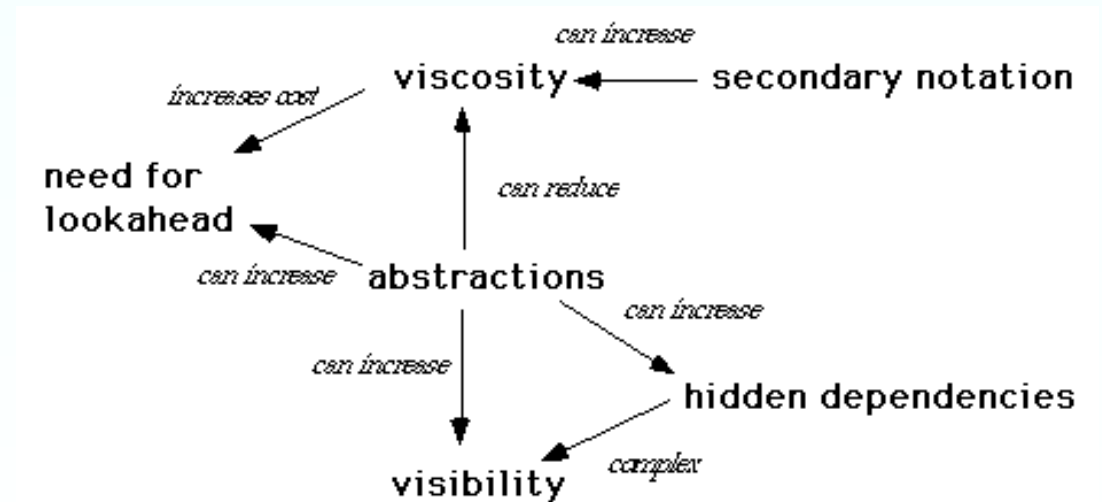 can increase
viscosity
secondary notation
increases cost
need for
lookahead
can reduce
can increase
abstractions
can increase
can increase
hidden dependencies
complex
visibility